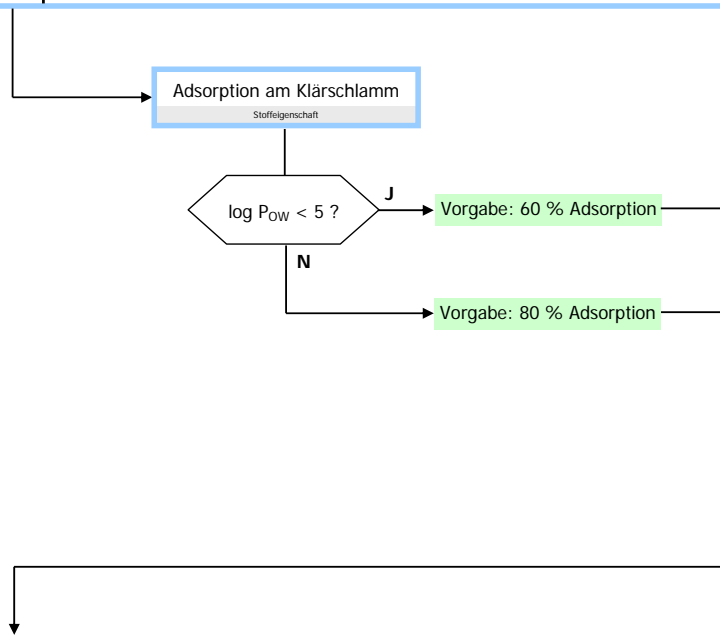 Adsorption am Klärschlamm
Stoffeigenschaft
log P_OW < 5 ?
J
Vorgabe: 60 % Adsorption
N
Vorgabe: 80 % Adsorption